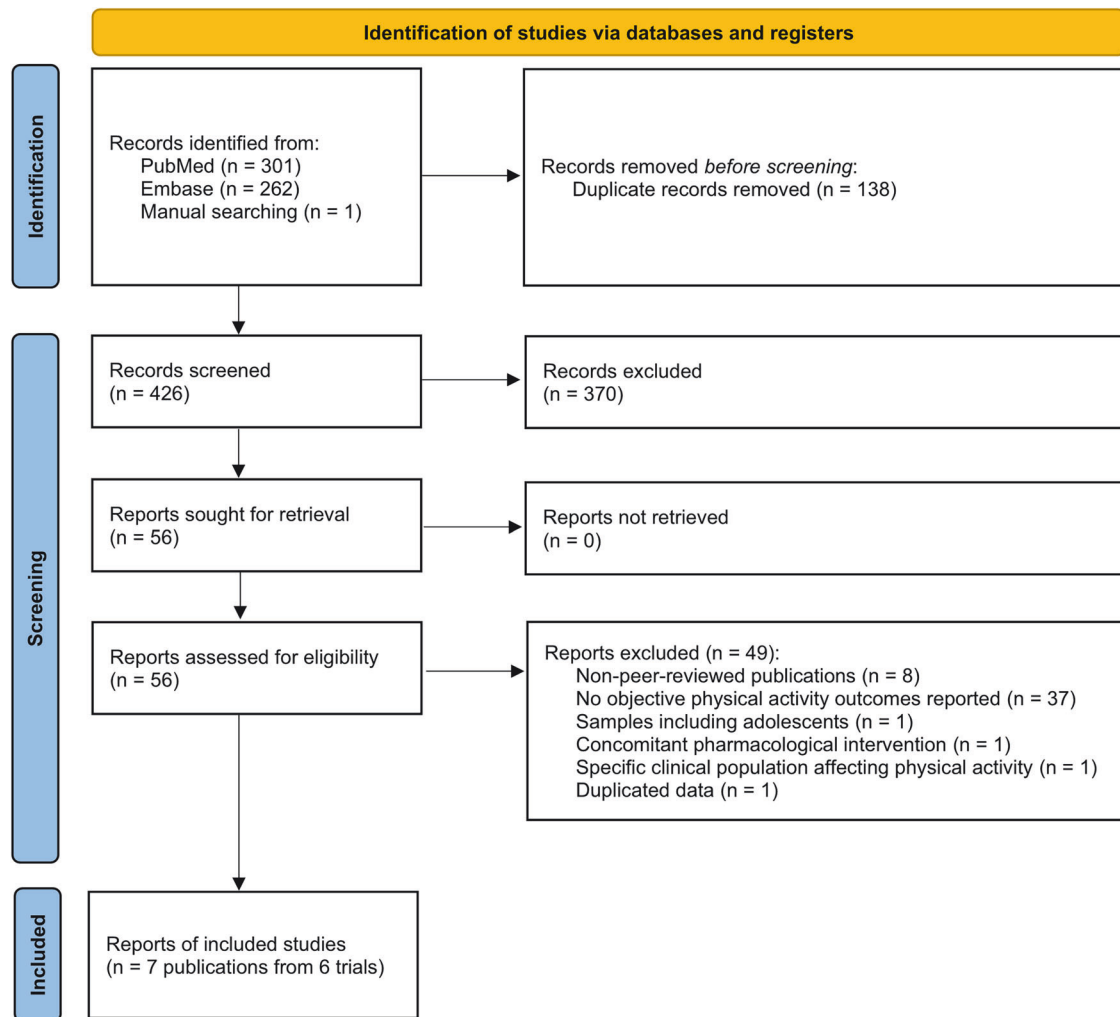 Identification of studies via databases and registers
Identification
Records identified from:
PubMed (n = 301)
Embase (n = 262)
Manual searching (n = 1)
Records removed before screening:
Duplicate records removed (n = 138)
Screening
Records screened
(n = 426)
Records excluded
(n = 370)
Reports sought for retrieval
(n = 56)
Reports not retrieved
(n = 0)
Reports assessed for eligibility
(n = 56)
Reports excluded (n = 49):
Non-peer-reviewed publications (n = 8)
No objective physical activity outcomes reported (n = 37)
Samples including adolescents (n = 1)
Concomitant pharmacological intervention (n = 1)
Specific clinical population affecting physical activity (n = 1)
Duplicated data (n = 1)
Included
Reports of included studies
(n = 7 publications from 6 trials)